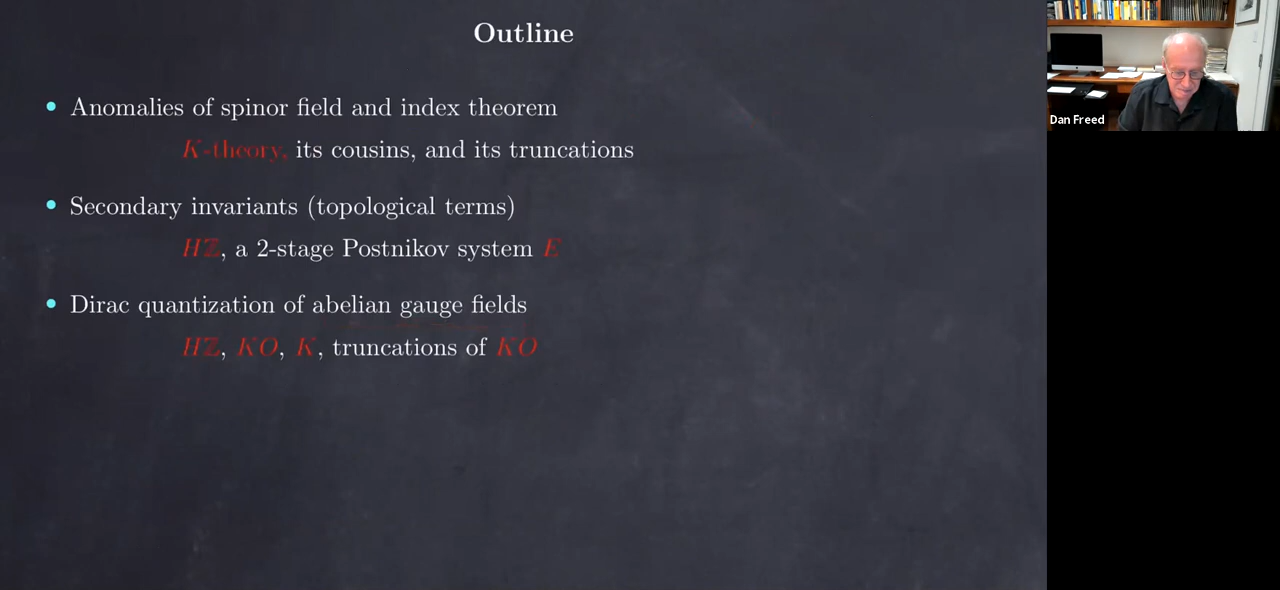 Outline
• Anomalies of spinor field and index theorem
K-theory, its cousins, and its truncations
• Secondary invariants (topological terms)
Hℤ, a 2-stage Postnikov system E
• Dirac quantization of abelian gauge fields
Hℤ, KO, K, truncations of KO
Dan Freed